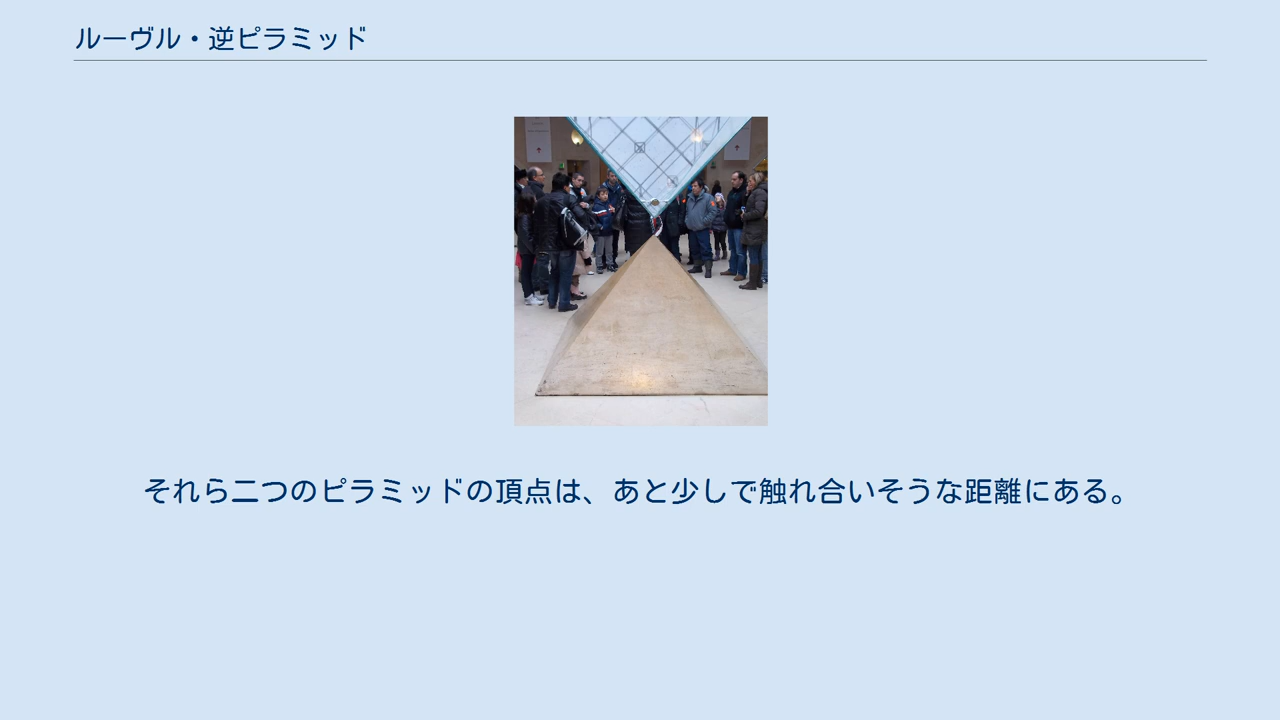 ルーヴル・逆ピラミッド
それら二つのピラミッドの頂点は、あと少しで触れ合いそうな距離にある。